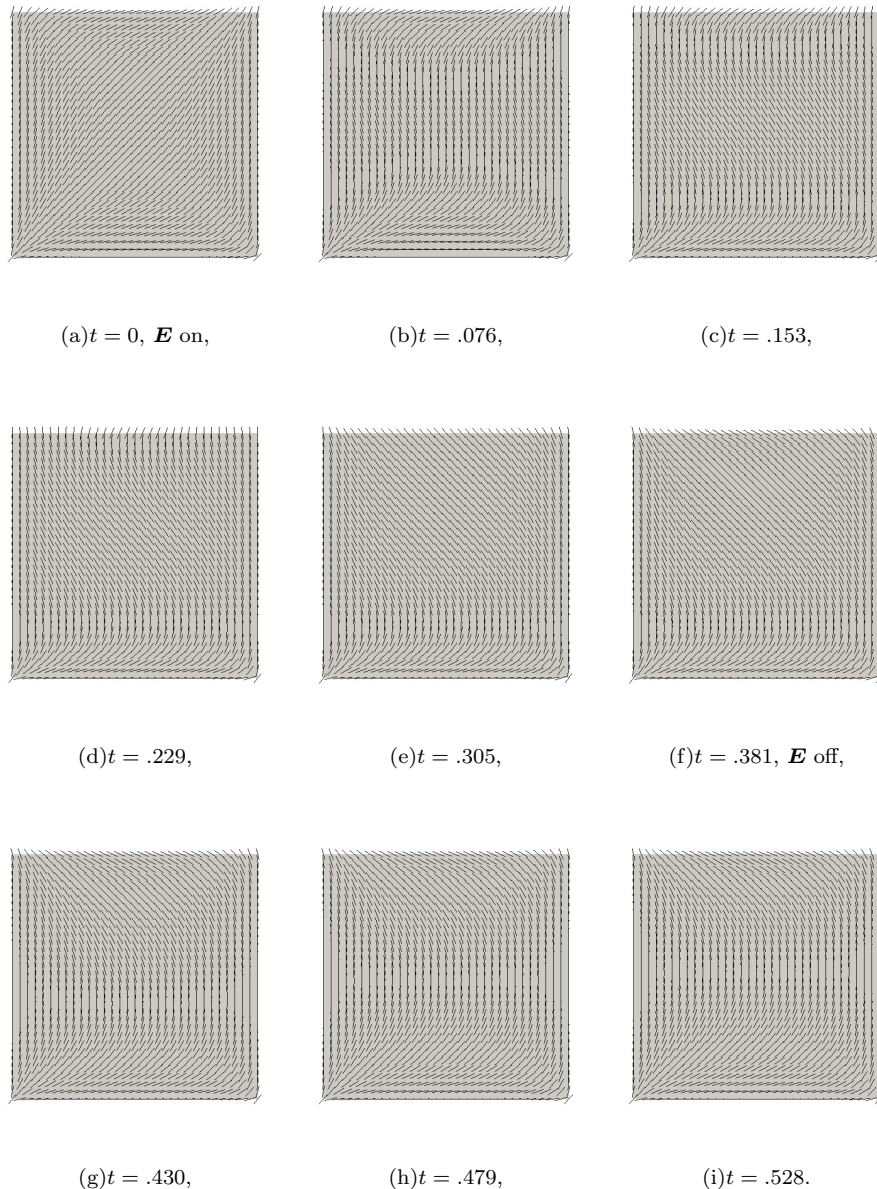 (a)t = 0, E on,
(b)t = .076,
(c)t = .153,
(d)t = .229,
(e)t = .305,
(f)t = .381, E off,
(g)t = .430,
(h)t = .479,
(i)t = .528.